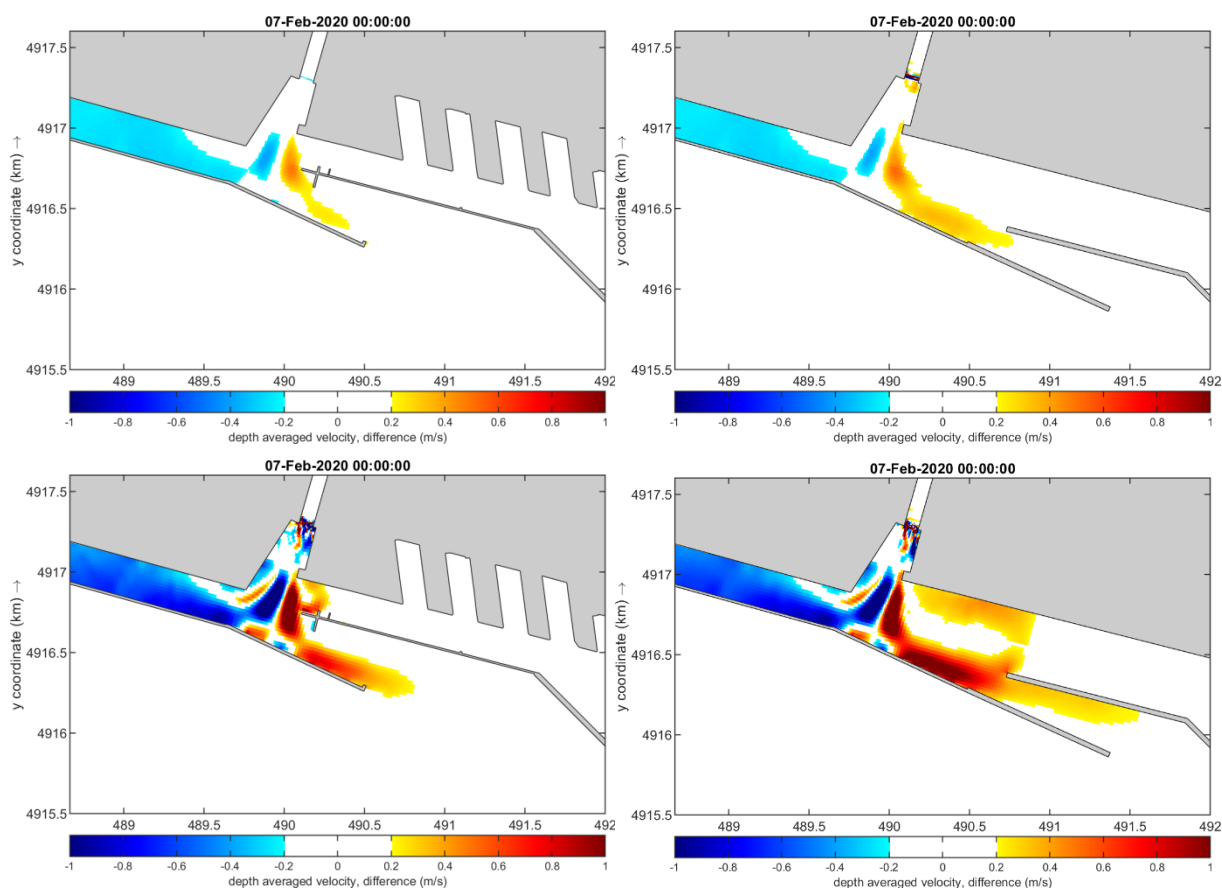 07-Feb-2020 00:00:00
07-Feb-2020 00:00:00
4917.5
4917
4916.5
4916
4915.5
y coordinate (km) →
489 489.5 490 490.5 491 491.5 492
-1 -0.8 -0.6 -0.4 -0.2 0 0.2 0.4 0.6 0.8 1
depth averaged velocity, difference (m/s)
4917.5
4917
4916.5
4916
4915.5
y coordinate (km) →
489 489.5 490 490.5 491 491.5 492
-1 -0.8 -0.6 -0.4 -0.2 0 0.2 0.4 0.6 0.8 1
depth averaged velocity, difference (m/s)
07-Feb-2020 00:00:00
07-Feb-2020 00:00:00
4917.5
4917
4916.5
4916
4915.5
y coordinate (km) →
489 489.5 490 490.5 491 491.5 492
-1 -0.8 -0.6 -0.4 -0.2 0 0.2 0.4 0.6 0.8 1
depth averaged velocity, difference (m/s)
4917.5
4917
4916.5
4916
4915.5
y coordinate (km) →
489 489.5 490 490.5 491 491.5 492
-1 -0.8 -0.6 -0.4 -0.2 0 0.2 0.4 0.6 0.8 1
depth averaged velocity, difference (m/s)